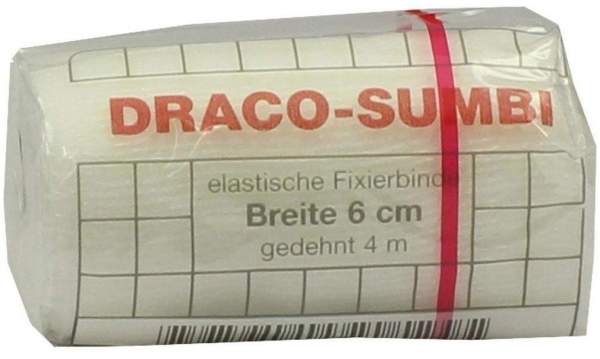 DRACO-SUMBI
elastische Fixierbinde
Breite 6 cm
gedehnt 4 m